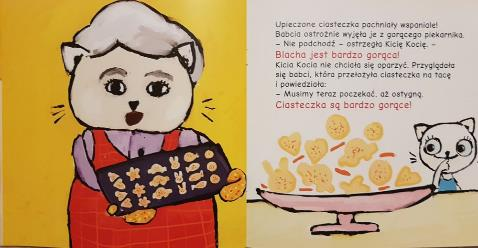 Upieczone ciasteczka pachniały wspaniale!
Babcia ostrożnie wyjęła je z gorącego piekarnika.
– Nie podchodź – ostrzegła Kicię Kocię. –
Blacha jest bardzo gorąca!
Kicia Kocia nie chciała się oparzyć. Przyglądała
się babci, która przełożyła ciasteczka na tacę
i powiedziała:
– Musimy teraz poczekać, aż ostygną.
Ciasteczka są bardzo gorące!